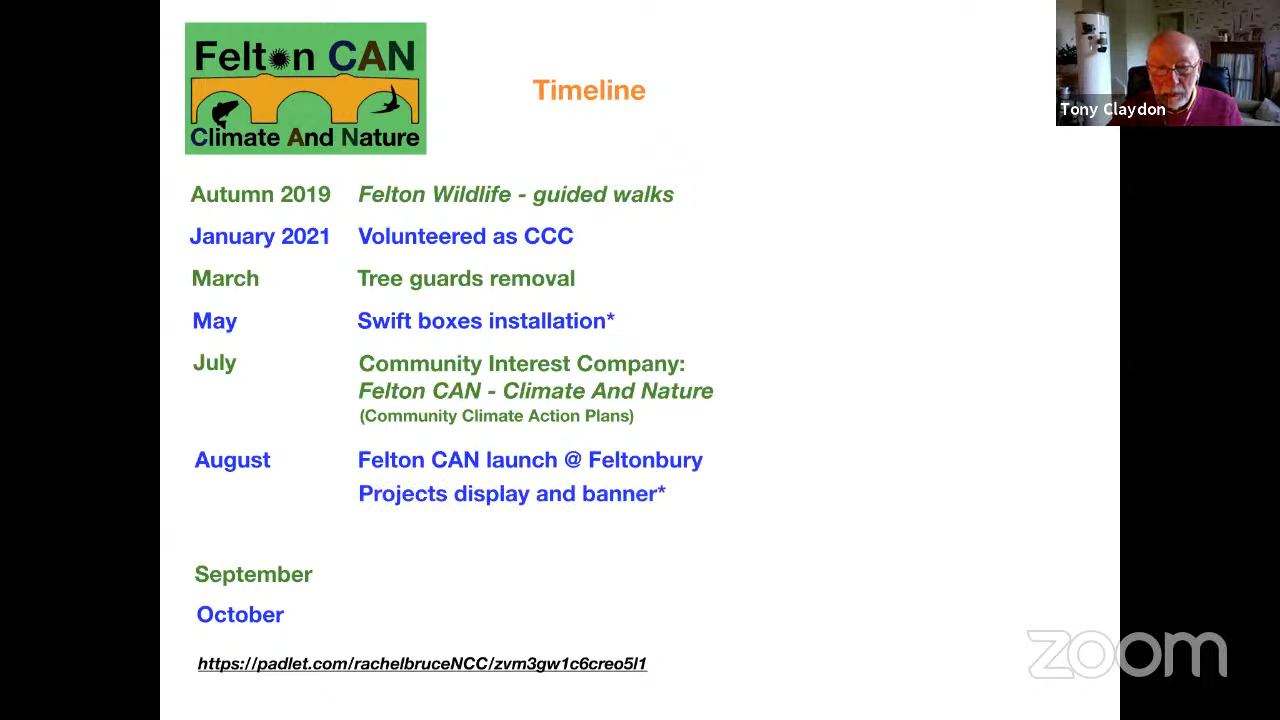 Felton CAN
Climate And Nature
Timeline
Tony Claydon
Autumn 2019 Felton Wildlife - guided walks
January 2021 Volunteered as CCC
March Tree guards removal
May Swift boxes installation*
July Community Interest Company:
Felton CAN - Climate And Nature
(Community Climate Action Plans)
August Felton CAN launch @ Feltonbury
Projects display and banner*
September
October
https://padlet.com/rachelbruceNCC/zvm3gw1c6creo5l1
zoom